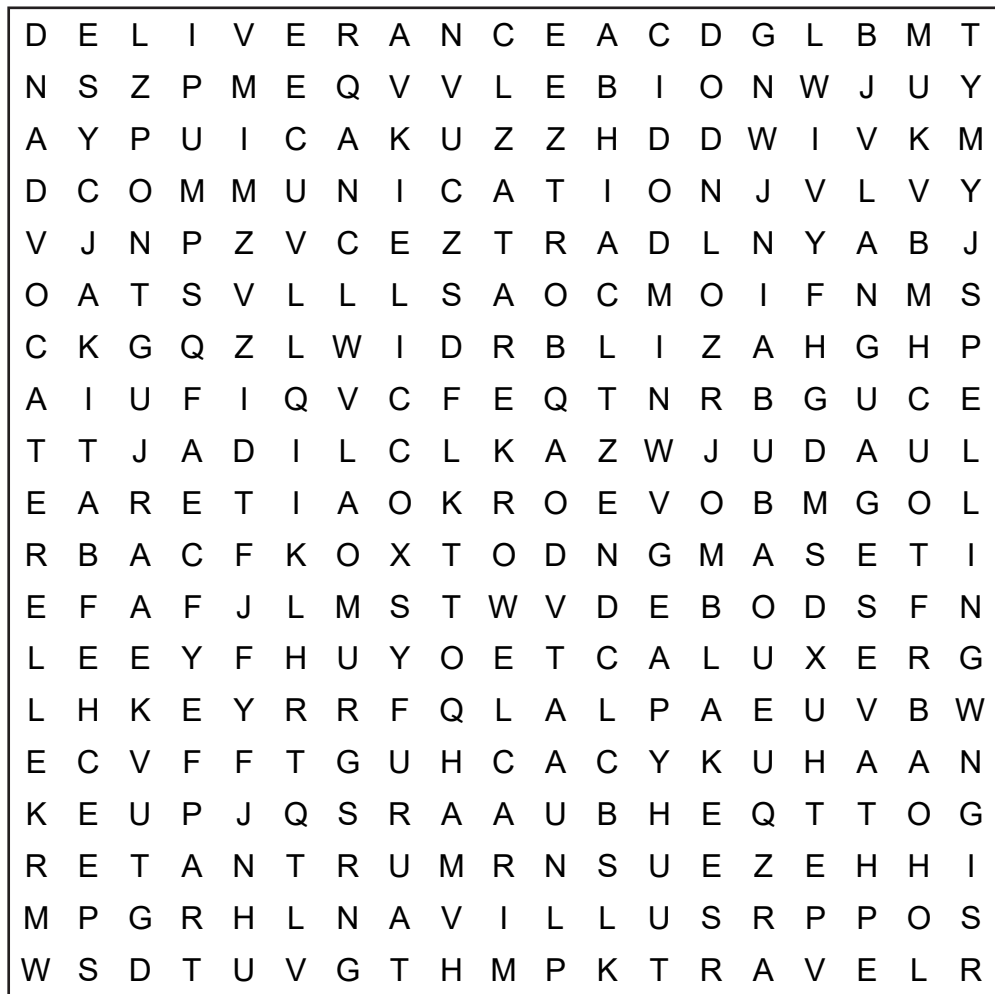 D E L I V E R A N C E A C D G L B M T
N S Z P M E Q V V L E B I O N W J U Y
A Y P U I C A K U Z Z H D D W I V K M
D C O M M U N I C A T I O N J V L V Y
V J N P Z V C E Z T R A D L N Y A B J
O A T S V L L L S A O C M O I F N M S
C K G Q Z L W I D R B L I Z A H G H P
A I U F I Q V C F E Q T N R B G U C E
T T J A D I L C L K A Z W J U D A U L
E A R E T I A O K R O E V O B M G O L
R B A C F K O X T O D N G M A S E T I
E F A F J L M S T W V D E B O D S F N
L E E Y F H U Y O E T C A L U X E R G
L H K E Y R R F Q L A L P A E U V B W
E C V F F T G U H C A C Y K U H A A N
K E U P J Q S R A A U B H E Q T T O G
R E T A N T R U M R N S U E Z E H H I
M P G R H L N A V I L L U S R P P O S
W S D T U V G T H M P K T R A V E L R